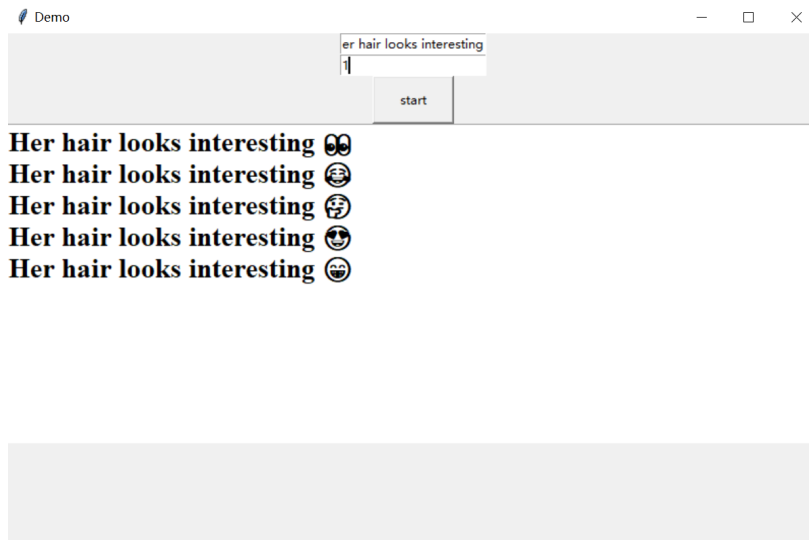 Demo
er hair looks interesting
1
start
Her hair looks interesting 👀
Her hair looks interesting 😂
Her hair looks interesting 🤔
Her hair looks interesting 😍
Her hair looks interesting 😁